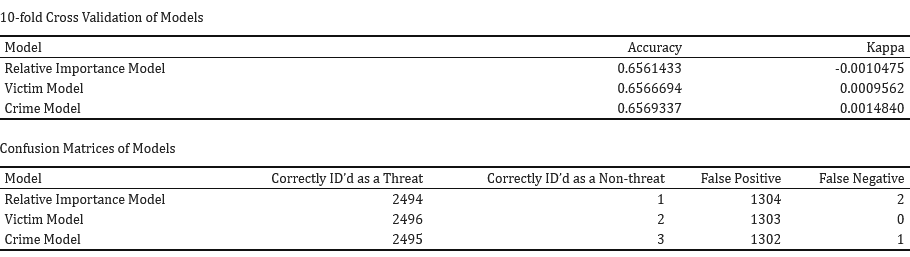 10-fold Cross Validation of Models
Model Accuracy Kappa
Relative Importance Model 0.6561433 -0.0010475
Victim Model 0.6566694 0.0009562
Crime Model 0.6569337 0.0014840
Confusion Matrices of Models
Model Correctly ID’d as a Threat Correctly ID’d as a Non-threat False Positive False Negative
Relative Importance Model 2494 1 1304 2
Victim Model 2496 2 1303 0
Crime Model 2495 3 1302 1